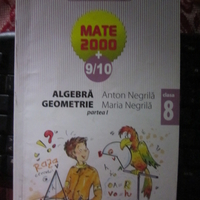 MATE
2000
+
9/10
ALGEBRĂ Anton Negrilă
GEOMETRIE Maria Negrilă
partea I
clasa
8